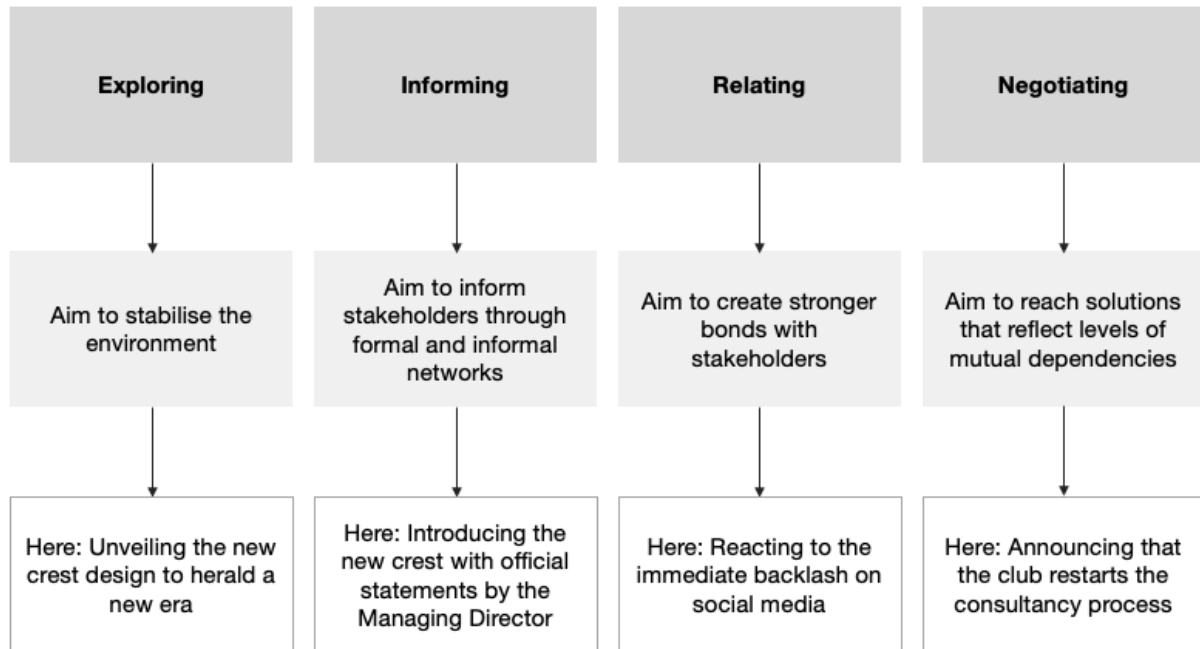 Exploring
Informing
Relating
Negotiating
Aim to stabilise the
environment
Aim to inform
stakeholders through
formal and informal
networks
Aim to create stronger
bonds with
stakeholders
Aim to reach solutions
that reflect levels of
mutual dependencies
Here: Unveiling the new
crest design to herald a
new era
Here: Introducing the
new crest with official
statements by the
Managing Director
Here: Reacting to the
immediate backlash on
social media
Here: Announcing that
the club restarts the
consultancy process